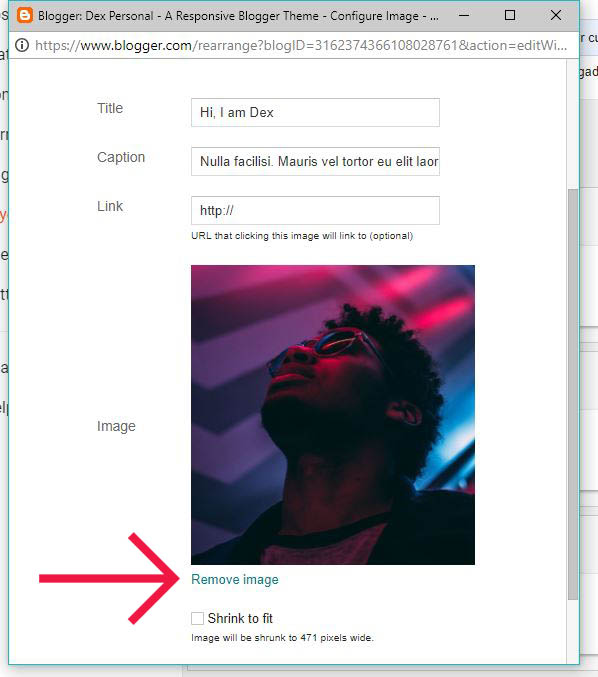 Blogger: Dex Personal - A Responsive Blogger Theme - Configure Image - ...
https://www.blogger.com/rearrange?blogID=3162374366108028761&action=editWi...
Title
Hi, I am Dex
Caption
Nulla facilisi. Mauris vel tortor eu elit laor
Link
http://
URL that clicking this image will link to (optional)
Image
Remove image
Shrink to fit
Image will be shrunk to 471 pixels wide.